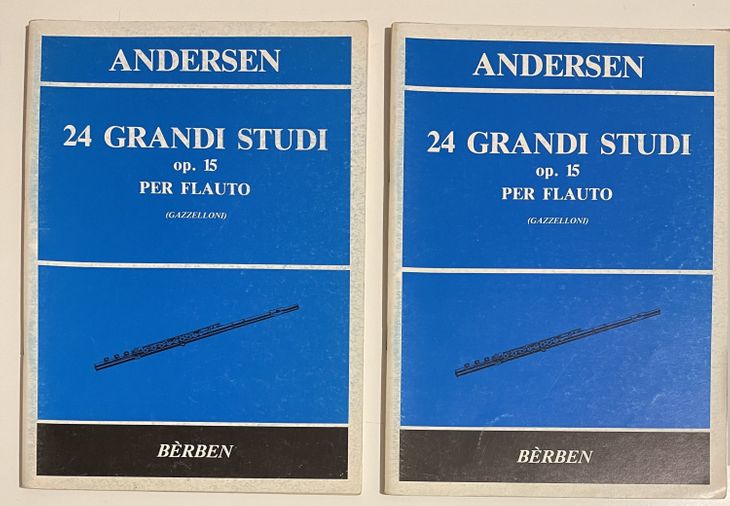 ANDERSEN
24 GRANDI STUDI
op. 15
PER FLAUTO
(GAZZELLONI)
BÈRBEN
ANDERSEN
24 GRANDI STUDI
op. 15
PER FLAUTO
(GAZZELLONI)
BÈRBEN